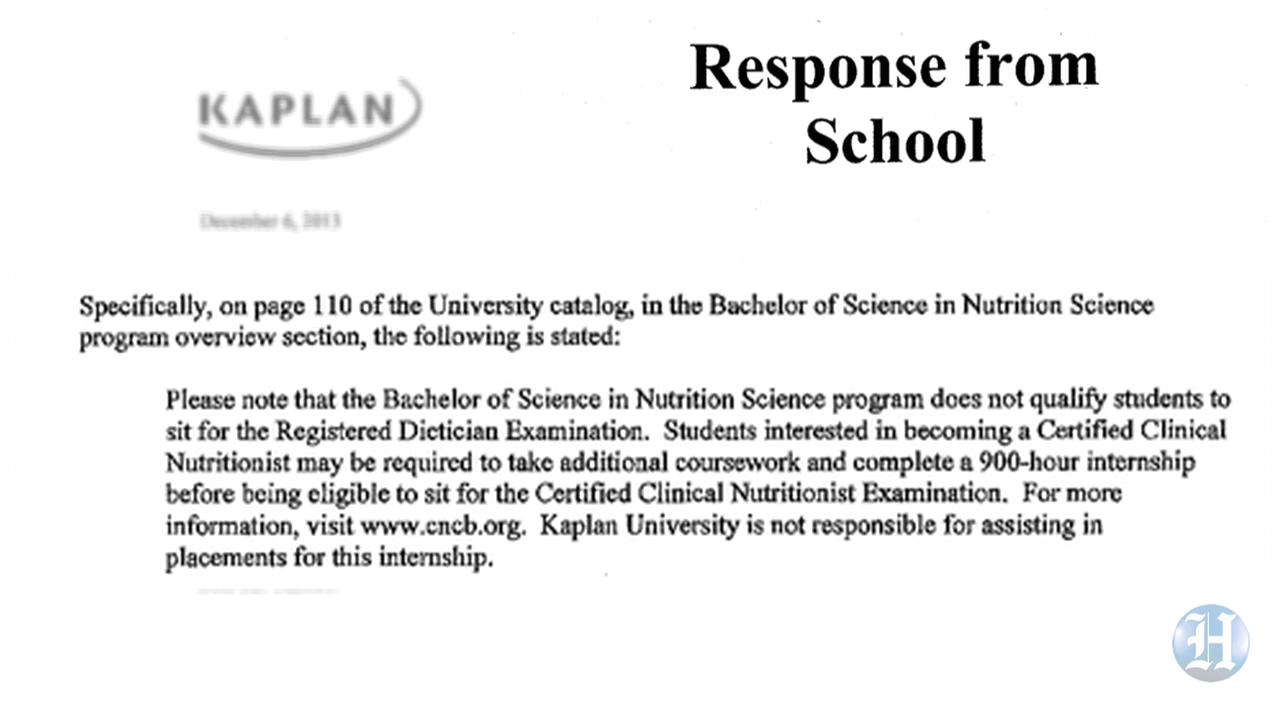 KAPLAN
Response from
School
December 6, 2013
Specifically, on page 110 of the University catalog, in the Bachelor of Science in Nutrition Science
program overview section, the following is stated:
Please note that the Bachelor of Science in Nutrition Science program does not qualify students to
sit for the Registered Dietician Examination. Students interested in becoming a Certified Clinical
Nutritionist may be required to take additional coursework and complete a 900-hour internship
before being eligible to sit for the Certified Clinical Nutritionist Examination. For more
information, visit www.cncb.org. Kaplan University is not responsible for assisting in
placements for this internship.
H